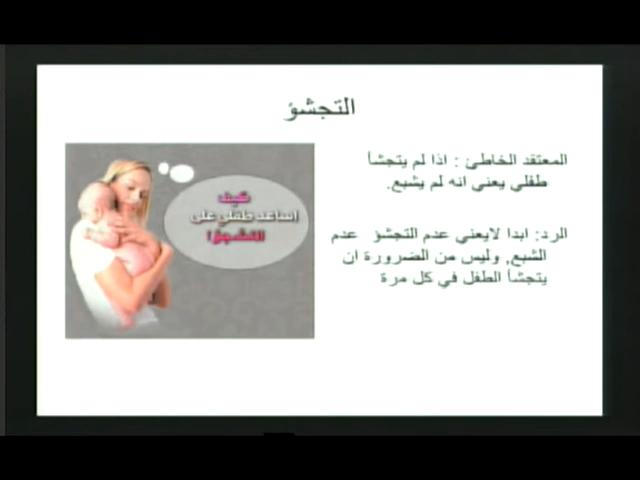 التجشؤ
المعتقد الخاطئ : اذا لم يتجشأ
طفلي يعني انه لم يشبع.
الرد: ابدا لايعني عدم التجشؤ عدم
الشبع, وليس من الضرورة ان
يتجشأ الطفل في كل مرة
كيف
اساعد طفلي على
التجشؤ!